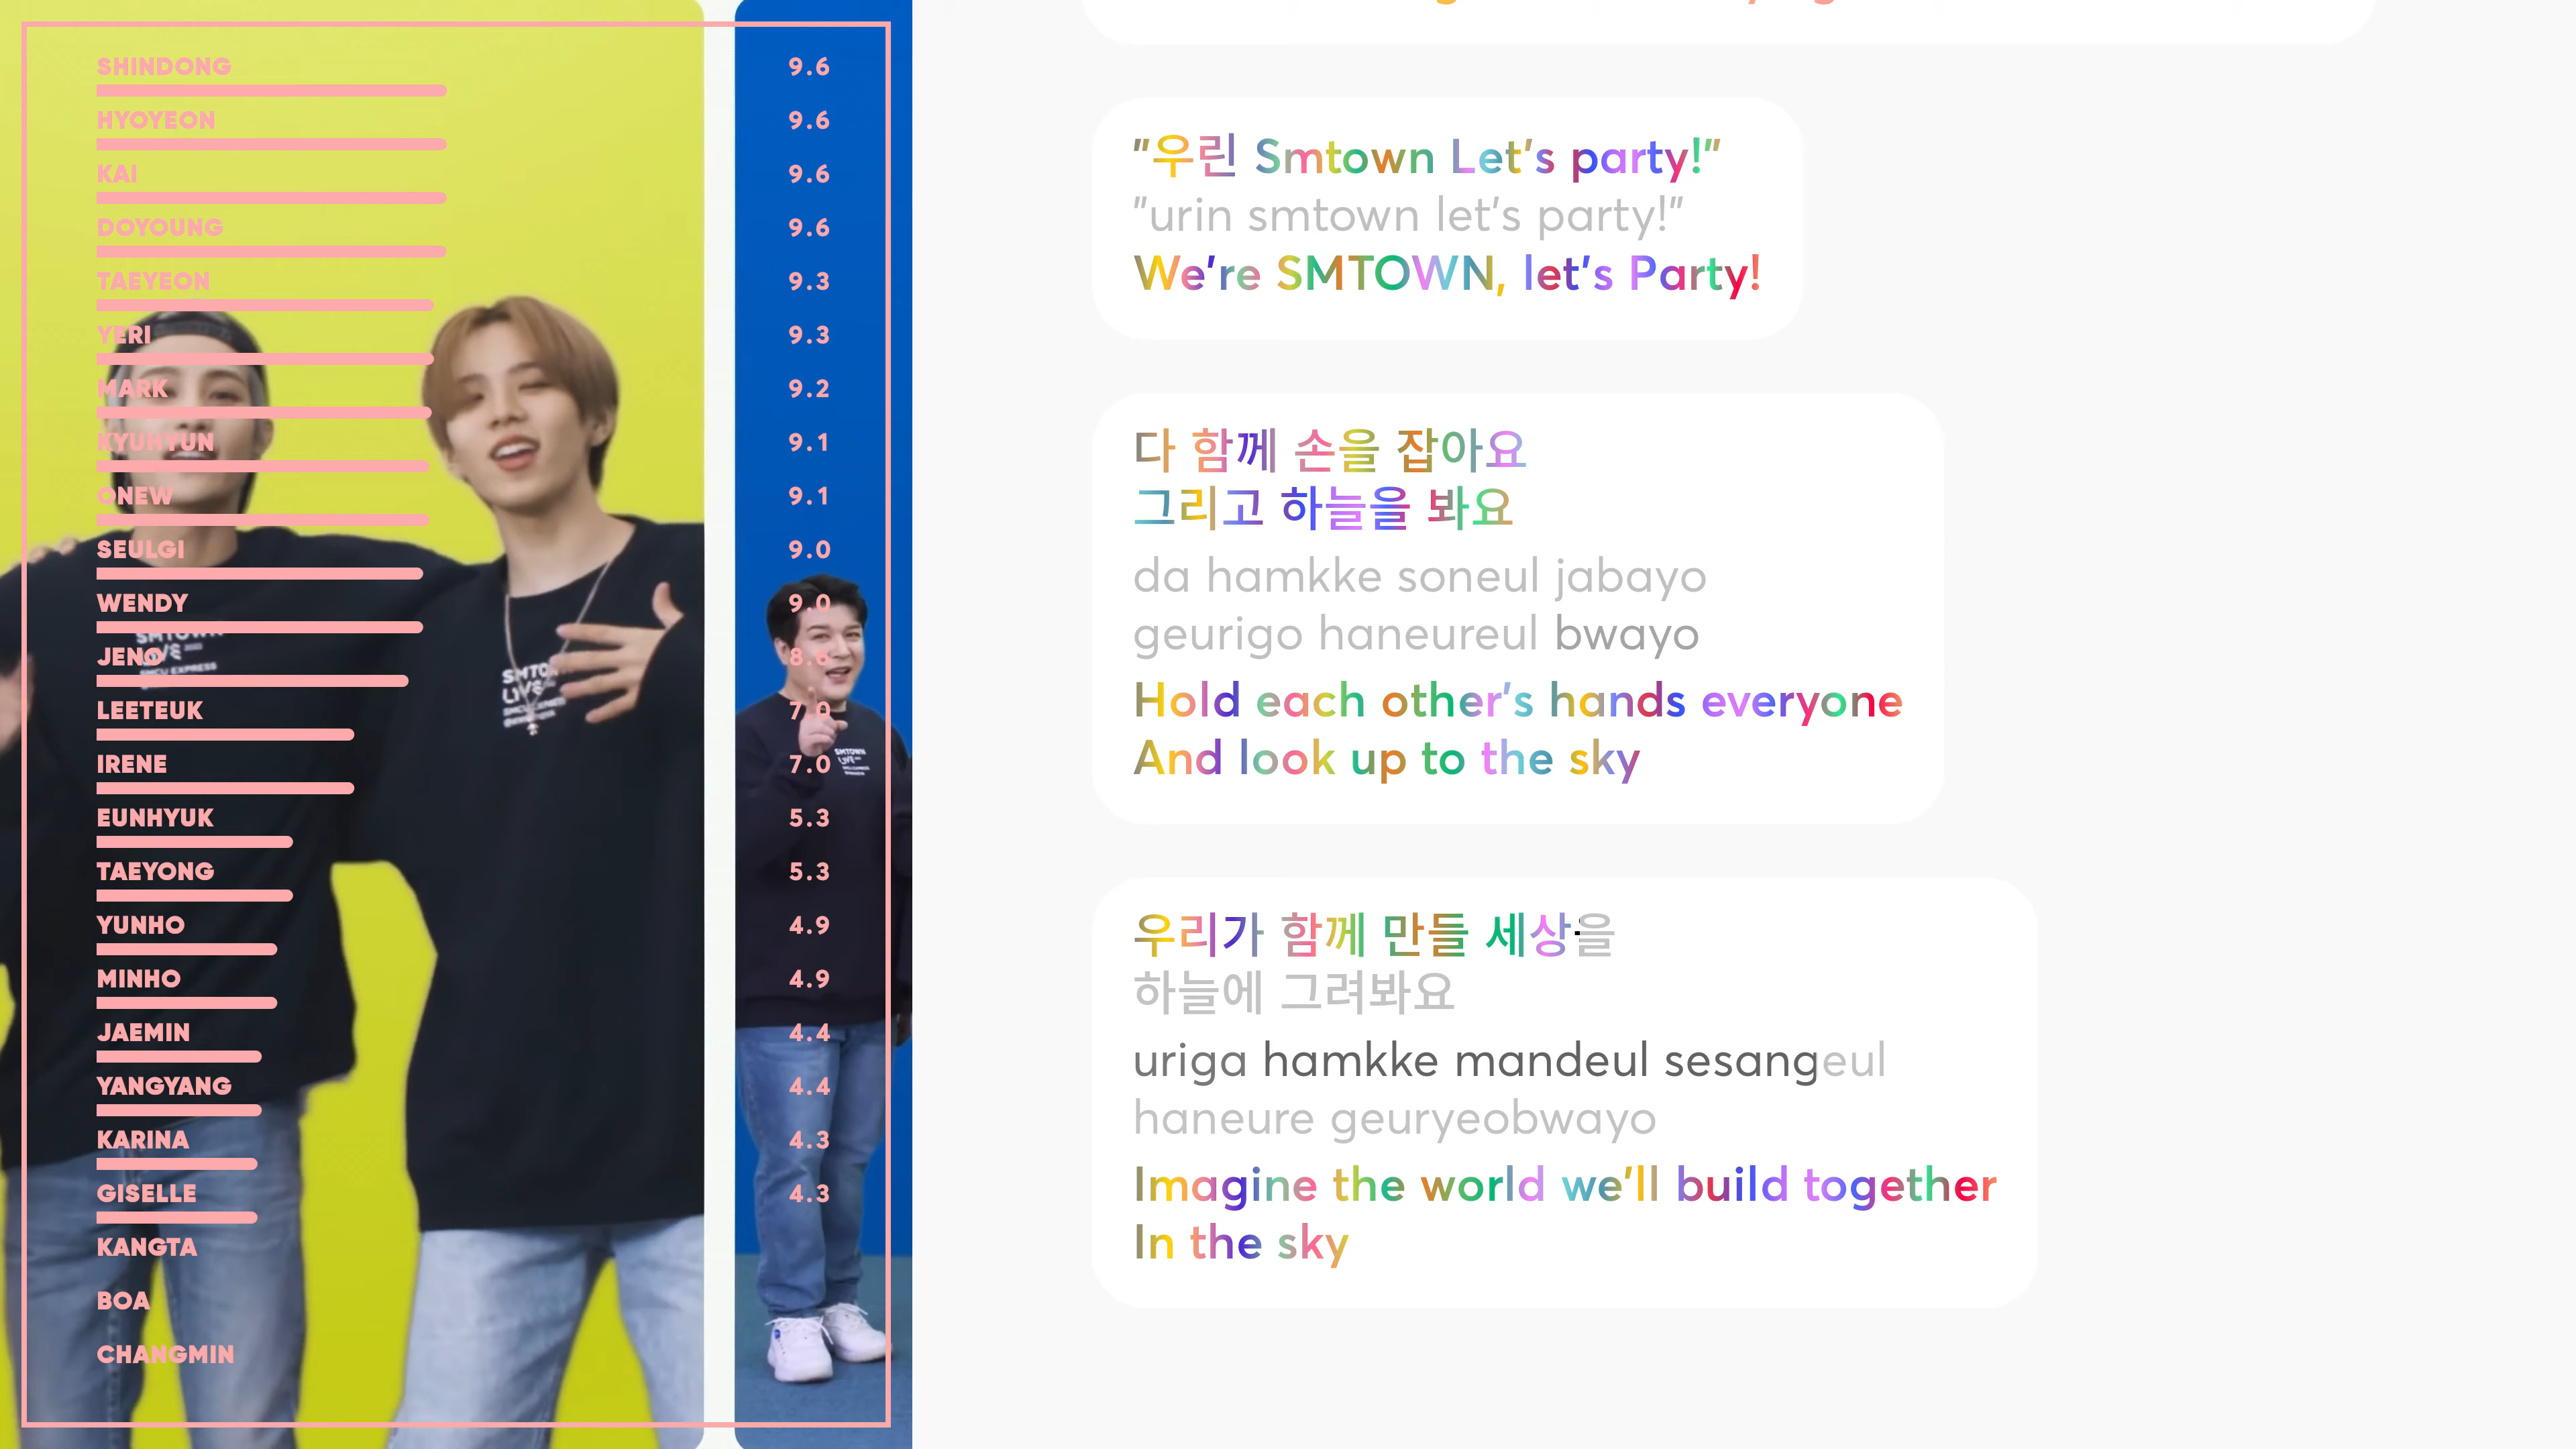 SHINDONG 9.6
HYOYEON 9.6
KAI 9.6
DOYOUNG 9.6
TAEYEON 9.3
YERI 9.3
MARK 9.2
KYUHYUN 9.1
ONEW 9.1
SEULGI 9.0
WENDY 9.0
JENO 8.6
LEETEUK 7.0
IRENE 7.0
EUNHYUK 5.3
TAEYONG 5.3
YUNHO 4.9
MINHO 4.9
JAEMIN 4.4
YANGYANG 4.4
KARINA 4.3
GISELLE 4.3
KANGTA
BOA
CHANGMIN
SMTOWN
LIVE
SMCU EXPRESS
SMTOWN
LIVE
"우린 Smtown Let's party!"
"urin smtown let's party!"
We're SMTOWN, let's Party!
다 함께 손을 잡아요
그리고 하늘을 봐요
da hamkke soneul jabayo
geurigo haneureul bwayo
Hold each other's hands everyone
And look up to the sky
우리가 함께 만들 세상을
하늘에 그려봐요
uriga hamkke mandeul sesangeul
haneure geuryeobwayo
Imagine the world we'll build together
In the sky